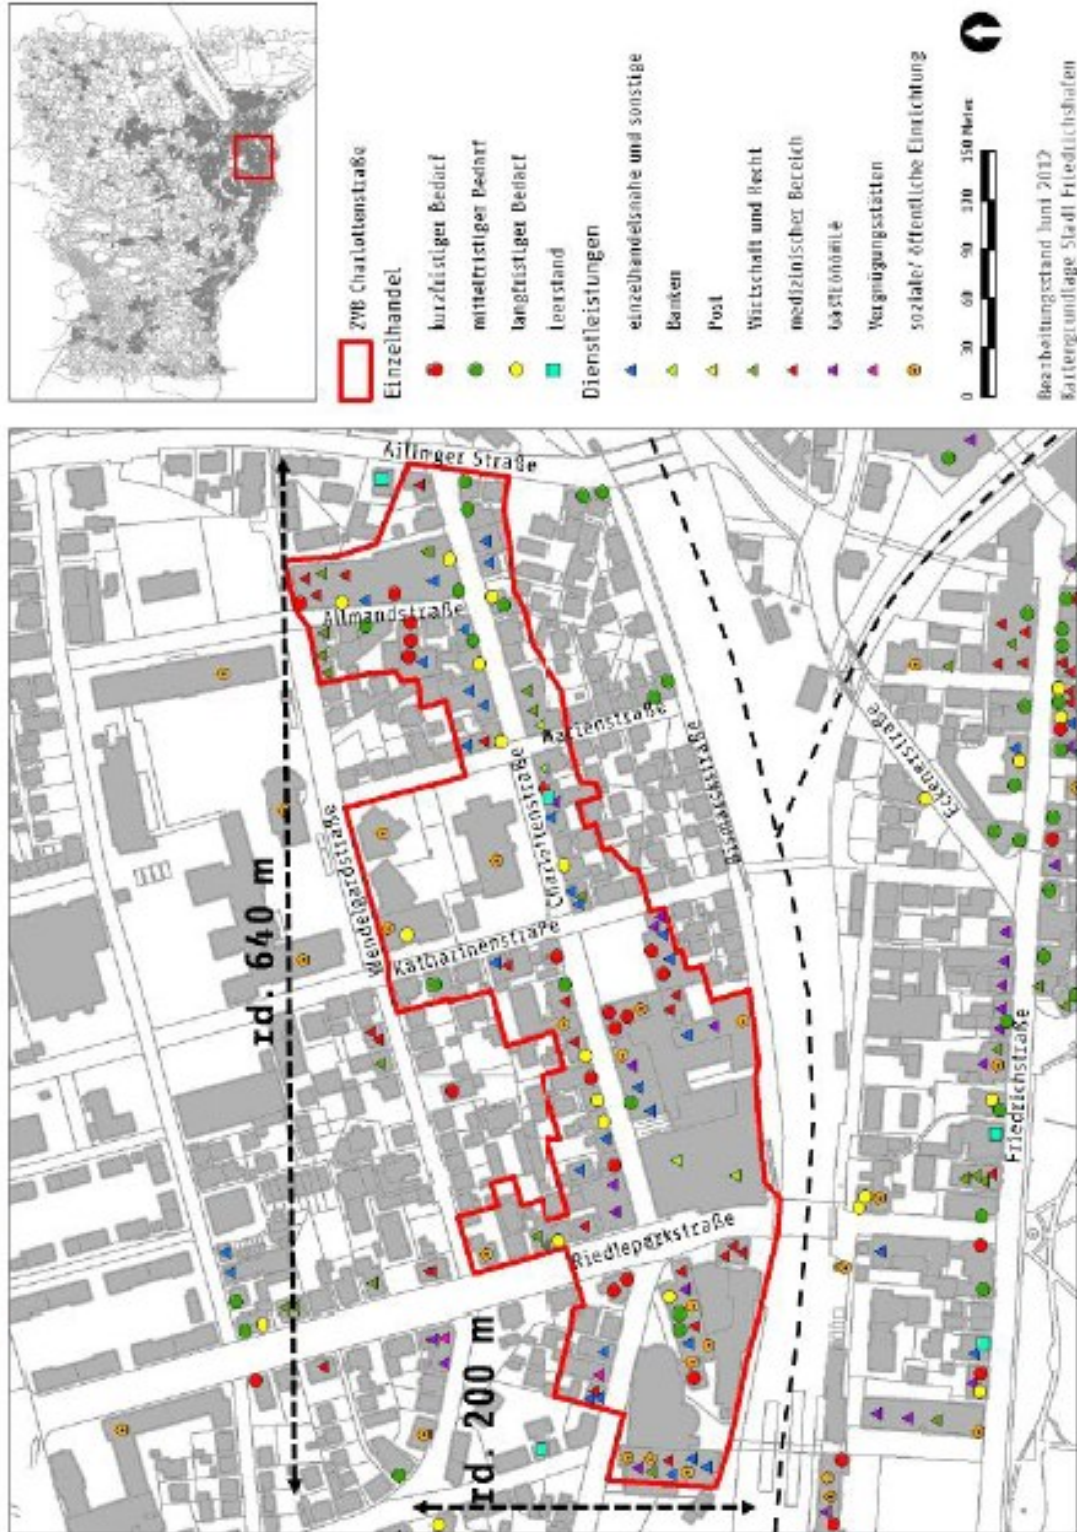 ZVB Charlottenstraße
Einzelhandel
kurzfristiger Bedarf
mittelfristiger Bedarf
langfristiger Bedarf
Leerstand
Dienstleistungen
einzelhandelsnahe und sonstige
Banken
Post
Wirtschaft und Recht
medizinischer Bereich
Gastronomie
Vergnügungsstätten
soziale/ öffentliche Einrichtung
0 30 60 90 120 150 Meter
Bearbeitungsstand Juni 2012
Kartengrundlage Stadt Friedrichshafen
rd. 640 m
rd. 200 m
Ailinger Straße
Allmandstraße
Marienstraße
Charlottenstraße
Wendelgardstraße
Katharinenstraße
Bismarckstraße
Riedleparkstraße
Eckenerstraße
Friedrichstraße